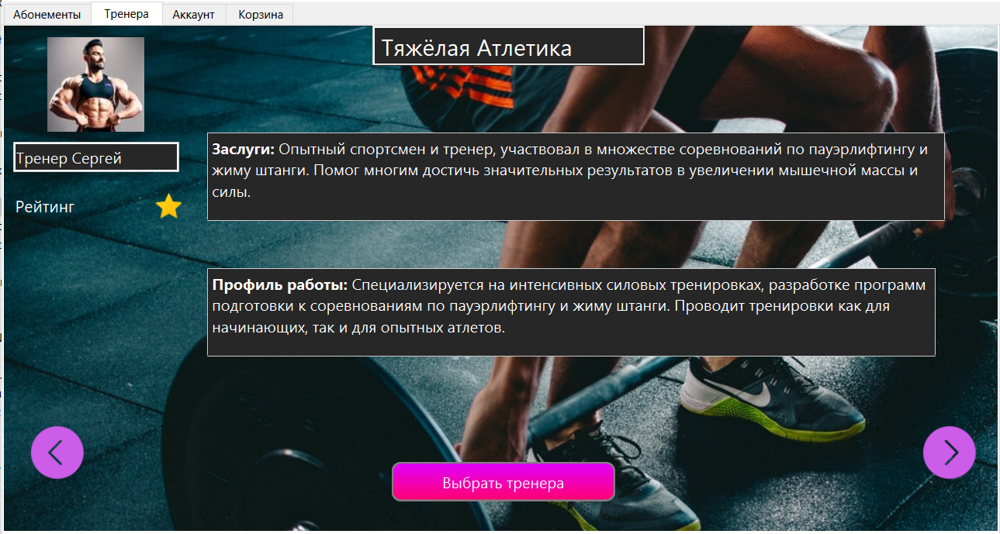 Абонементы
Тренера
Аккаунт
Корзина
Тяжёлая Атлетика
Тренер Сергей
Рейтинг
Заслуги: Опытный спортсмен и тренер, участвовал в множестве соревнований по пауэрлифтингу и
жиму штанги. Помог многим достичь значительных результатов в увеличении мышечной массы и
силы.
Профиль работы: Специализируется на интенсивных силовых тренировках, разработке программ
подготовки к соревнованиям по пауэрлифтингу и жиму штанги. Проводит тренировки как для
начинающих, так и для опытных атлетов.
Выбрать тренера